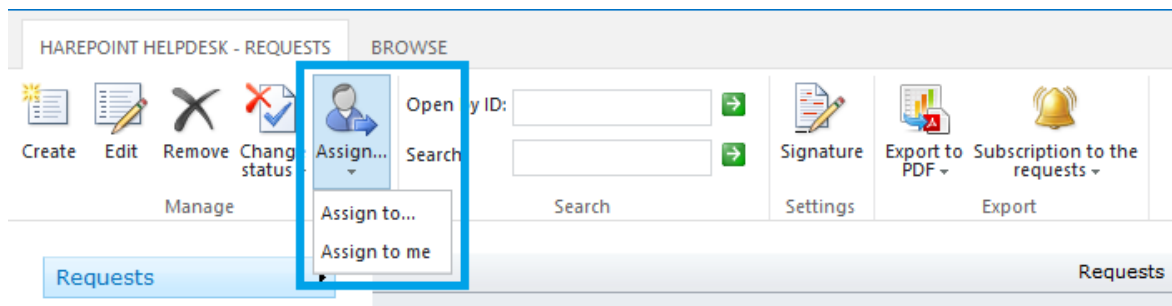 HAREPOINT HELPDESK - REQUESTS BROWSE
Open by ID:
Search
Create Edit Remove Change status Assign... Signature Export to PDF Subscription to the requests
Manage Search Settings Export
Assign to...
Assign to me
Requests Requests